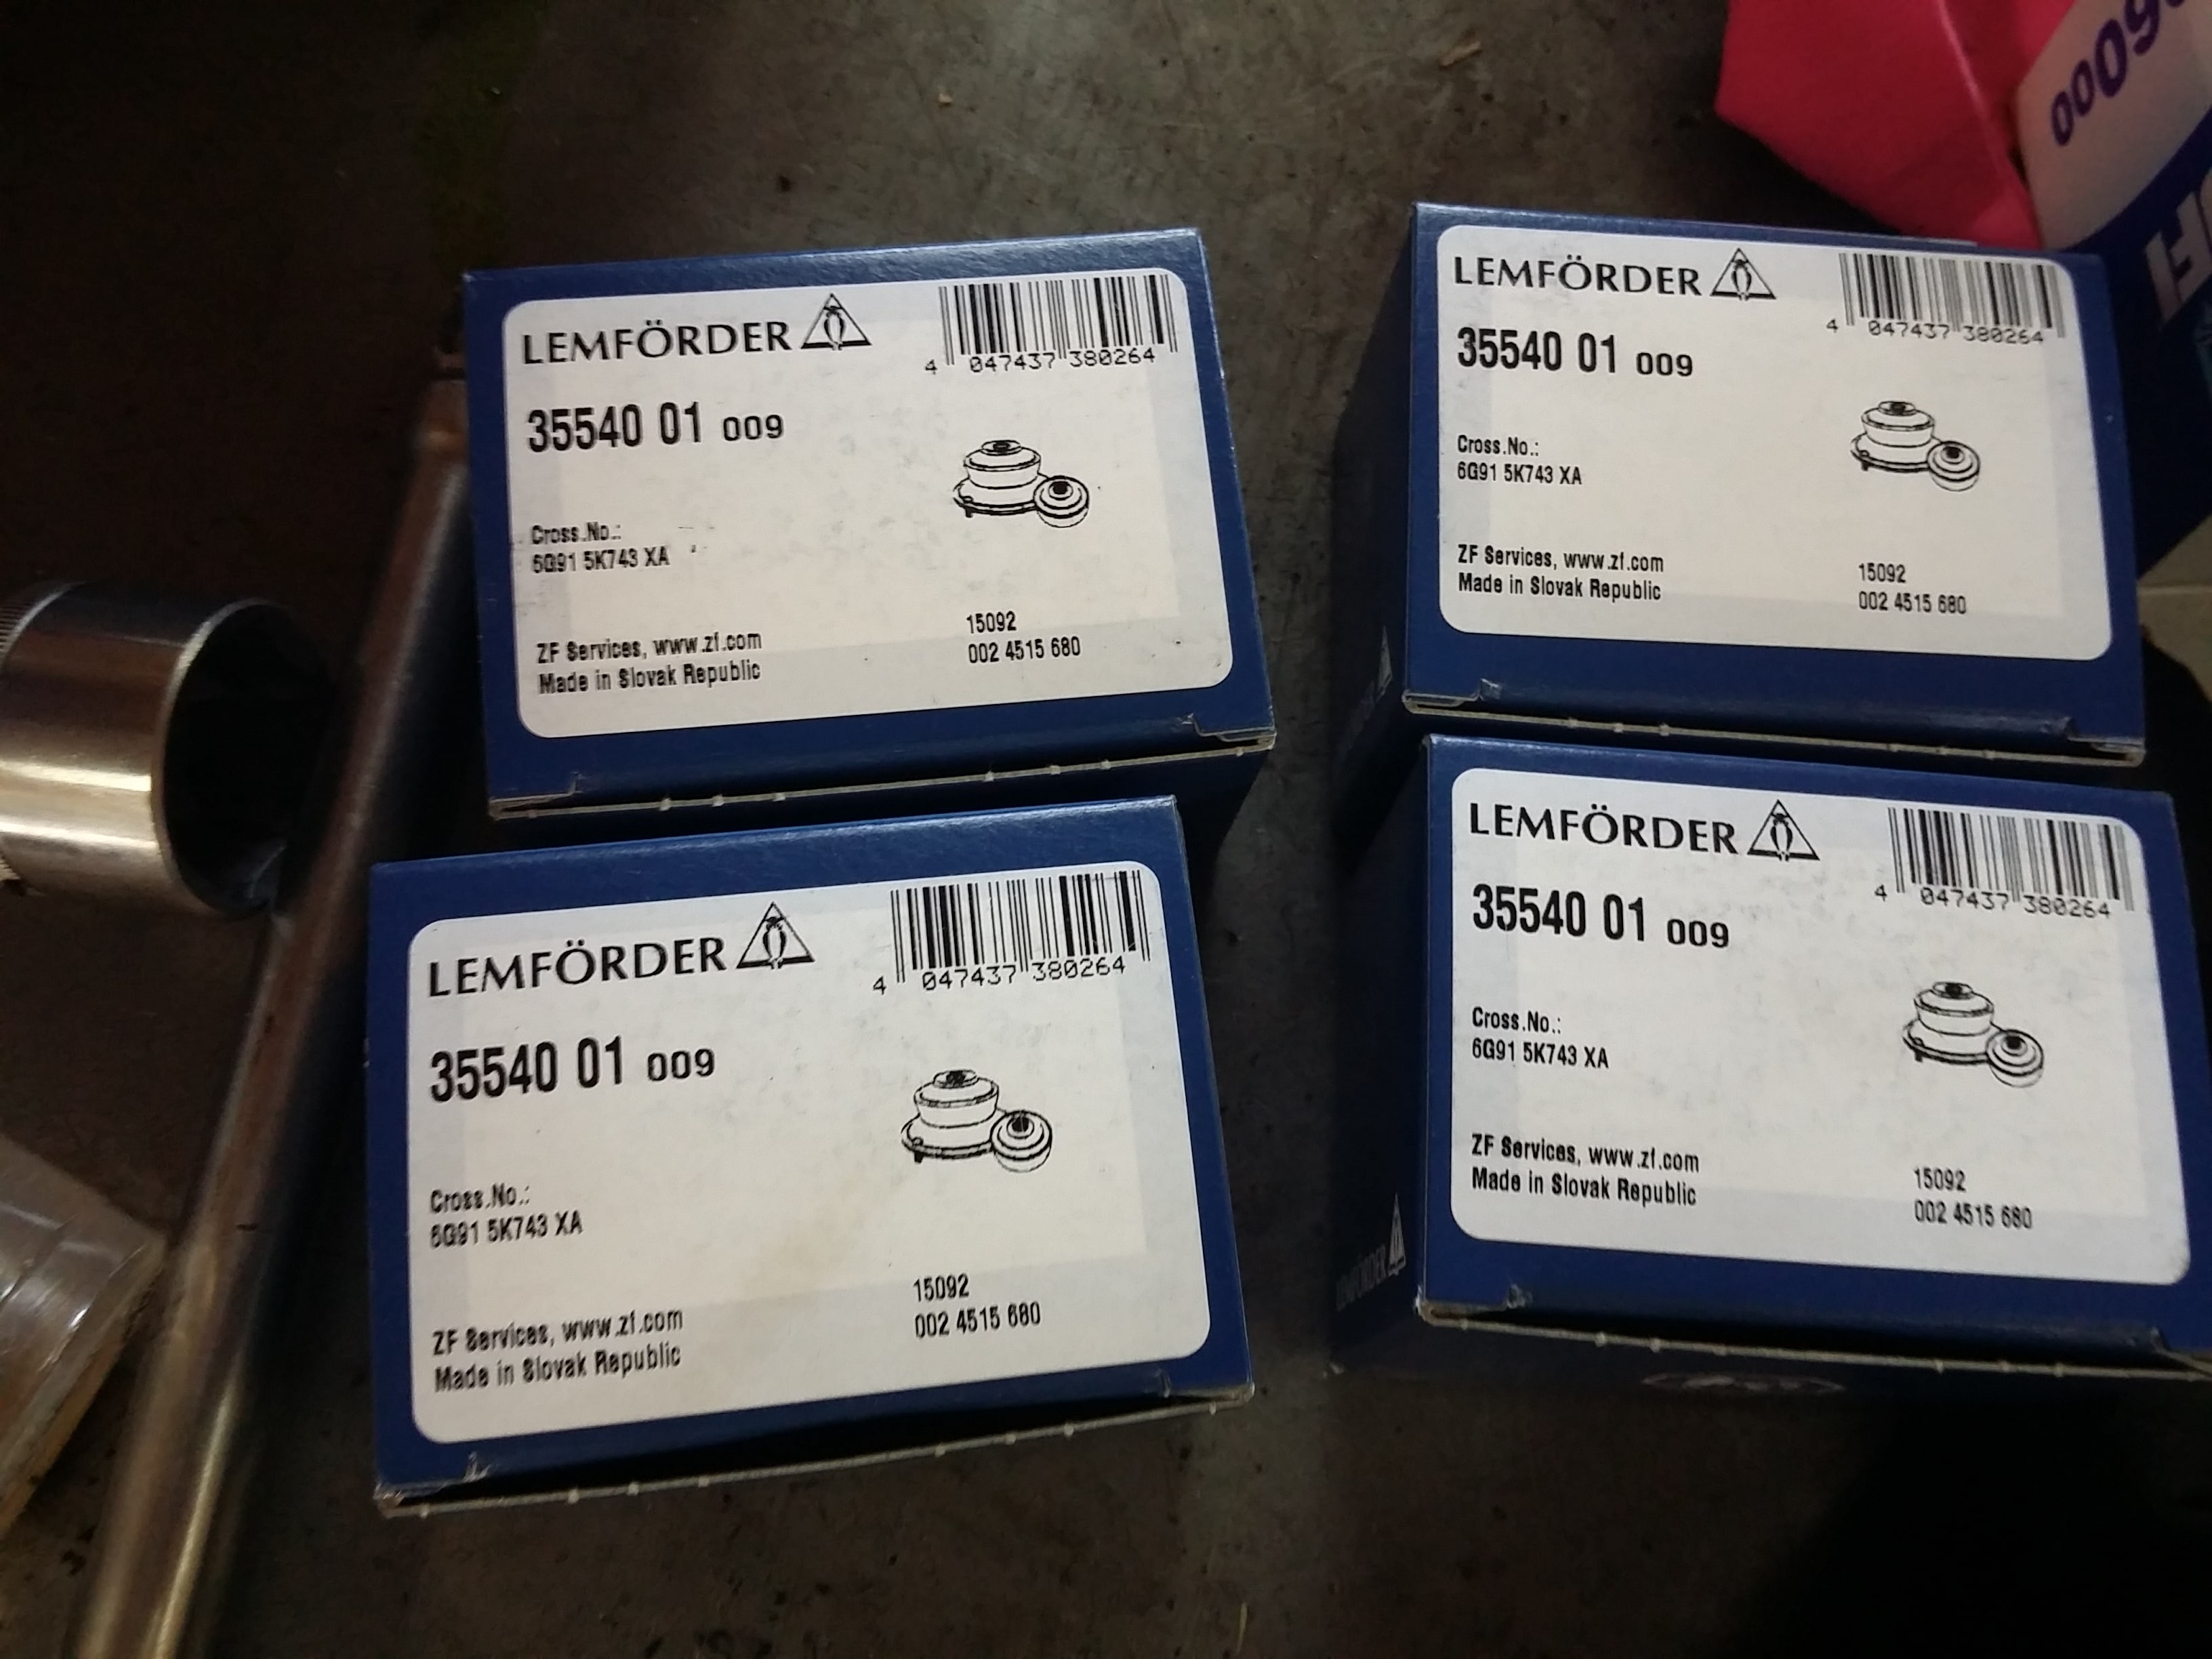 LEMFÖRDER
4 047437 380264
35540 01 009
Cross.No.:
6G91 5K743 XA
ZF Services, www.zf.com
Made in Slovak Republic
15092
002 4515 680
LEMFÖRDER
4 047437 380264
35540 01 009
Cross.No.:
6G91 5K743 XA
ZF Services, www.zf.com
Made in Slovak Republic
15092
002 4515 680
LEMFÖRDER
4 047437 380264
35540 01 009
Cross.No.:
6G91 5K743 XA
ZF Services, www.zf.com
Made in Slovak Republic
15092
002 4515 680
LEMFÖRDER
4 047437 380264
35540 01 009
Cross.No.:
6G91 5K743 XA
ZF Services, www.zf.com
Made in Slovak Republic
15092
002 4515 680
LEMFÖRDER